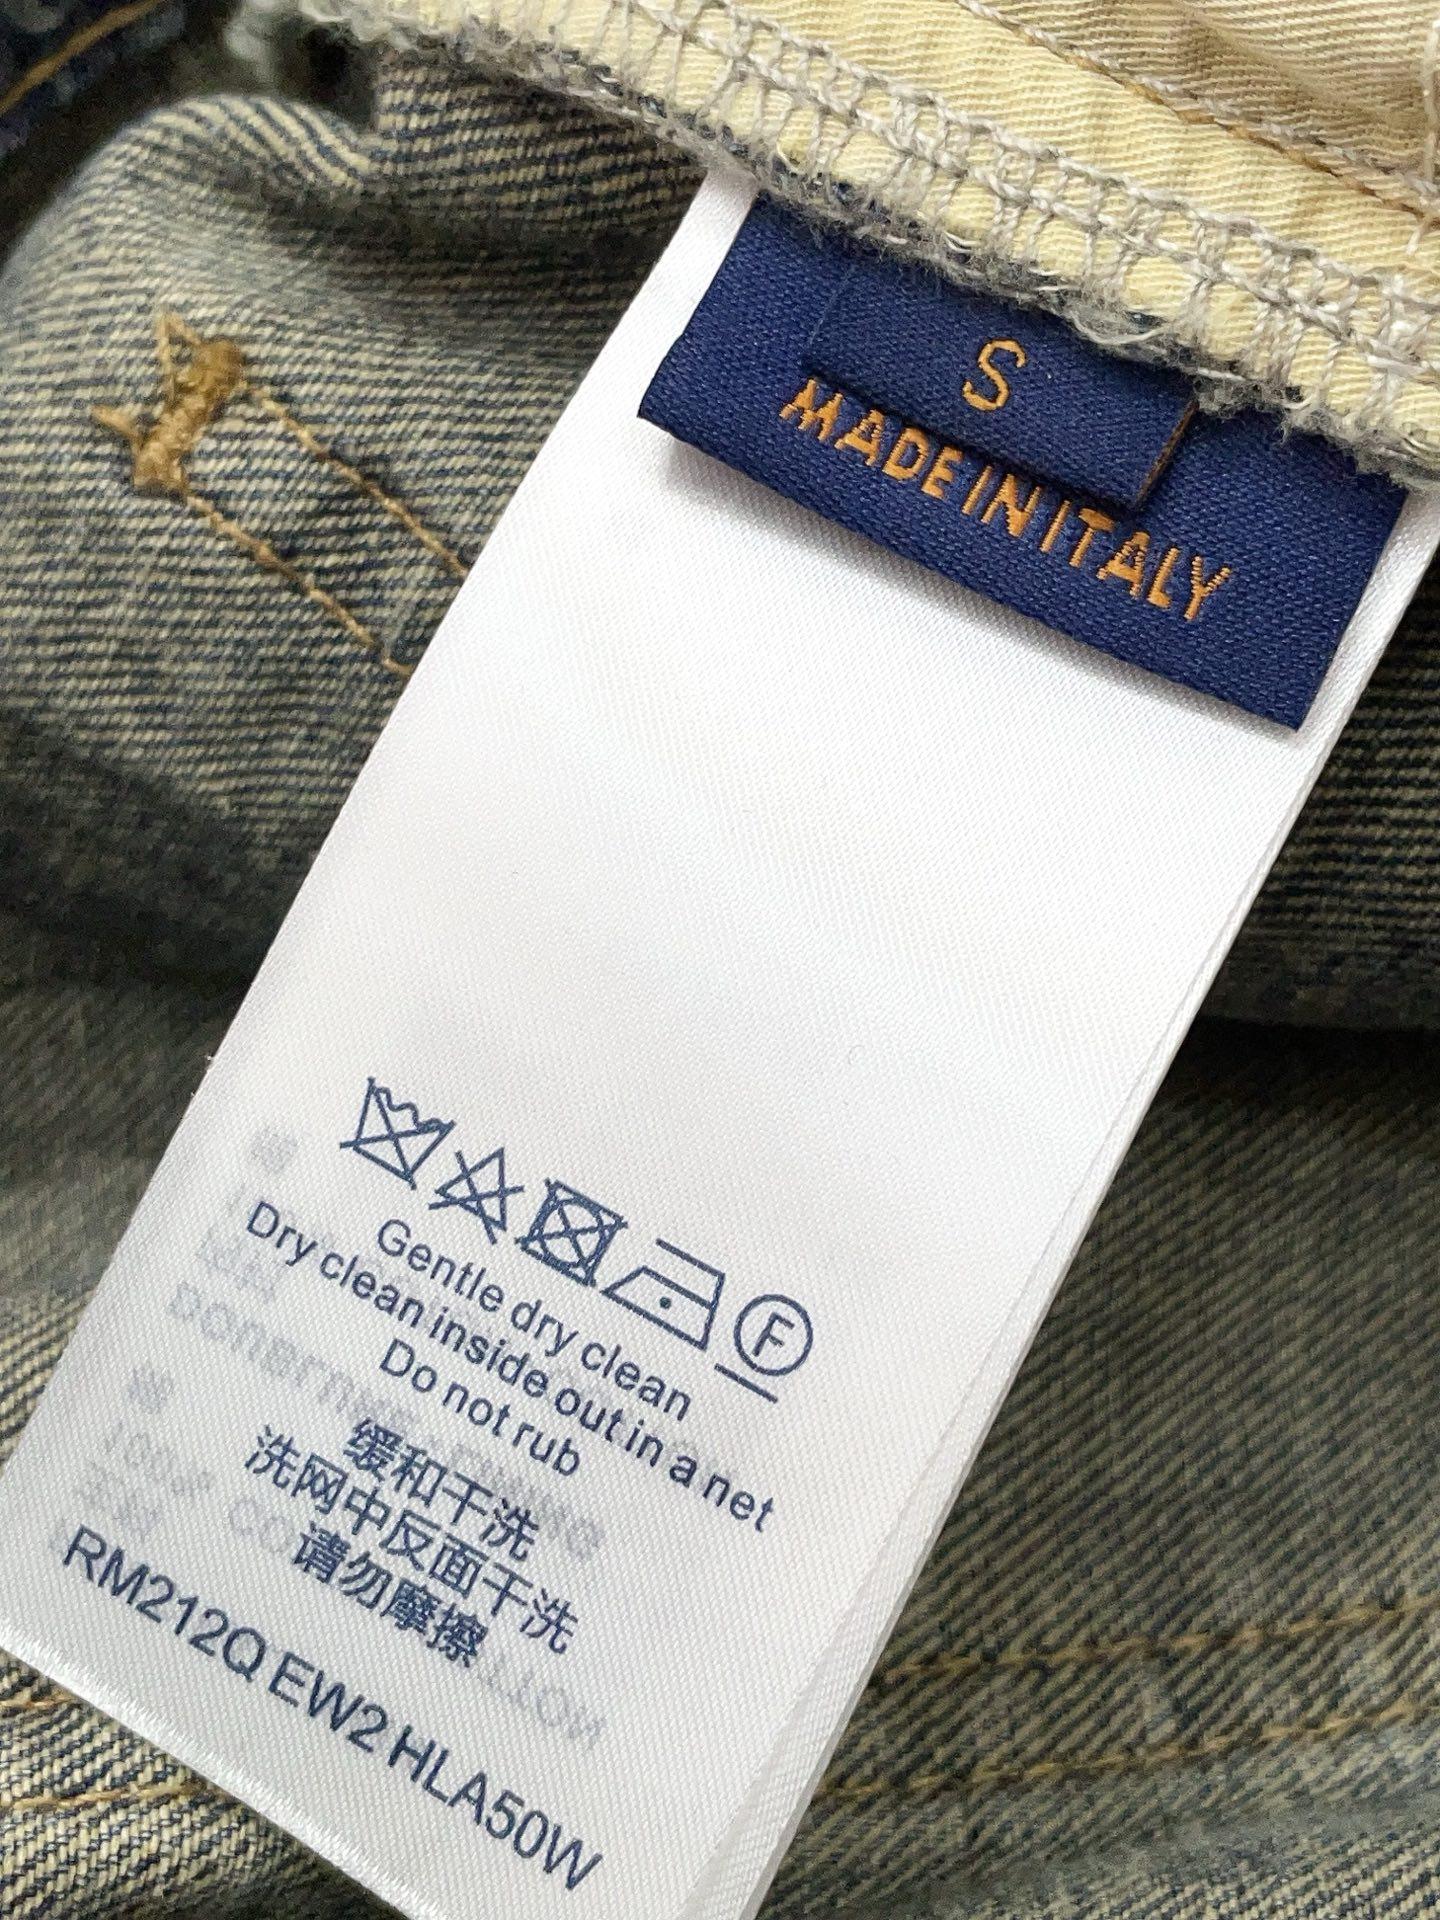 S
MADE IN ITALY
F
Gentle dry clean
Dry clean inside out in a net
Do not rub
缓和干洗
洗网中反面干洗
请勿摩擦
RM212Q EW2 HLA50W